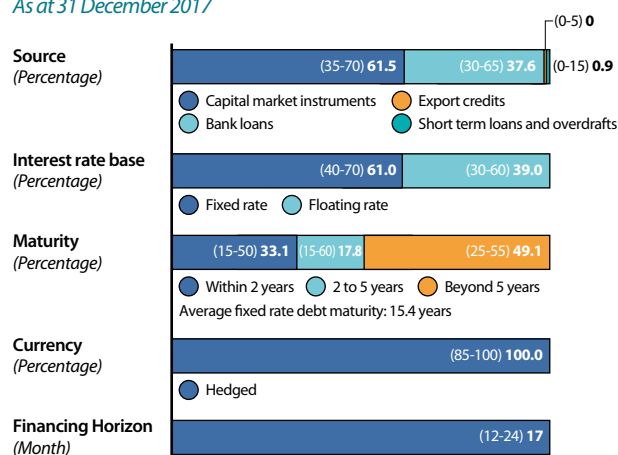 As at 31 December 2017
(0-5) 0
Source
(Percentage)
(35-70) 61.5 (30-65) 37.6 (0-15) 0.9
Capital market instruments Export credits
Bank loans Short term loans and overdrafts
Interest rate base
(Percentage)
(40-70) 61.0 (30-60) 39.0
Fixed rate Floating rate
Maturity
(Percentage)
(15-50) 33.1 (15-60) 17.8 (25-55) 49.1
Within 2 years 2 to 5 years Beyond 5 years
Average fixed rate debt maturity: 15.4 years
Currency
(Percentage)
(85-100) 100.0
Hedged
Financing Horizon
(Month)
(12-24) 17